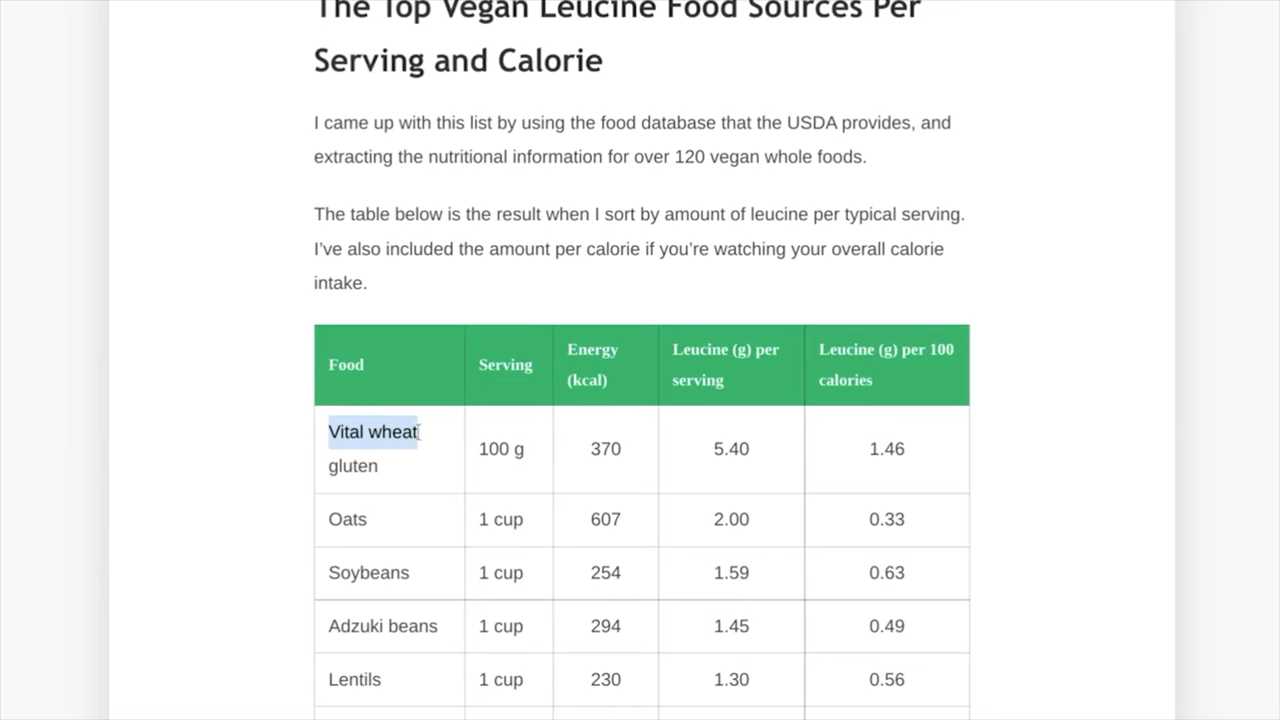 The Top Vegan Leucine Food Sources Per
Serving and Calorie
I came up with this list by using the food database that the USDA provides, and
extracting the nutritional information for over 120 vegan whole foods.
The table below is the result when I sort by amount of leucine per typical serving.
I've also included the amount per calorie if you're watching your overall calorie
intake.
Food Serving Energy (kcal) Leucine (g) per serving Leucine (g) per 100 calories
Vital wheat gluten 100 g 370 5.40 1.46
Oats 1 cup 607 2.00 0.33
Soybeans 1 cup 254 1.59 0.63
Adzuki beans 1 cup 294 1.45 0.49
Lentils 1 cup 230 1.30 0.56